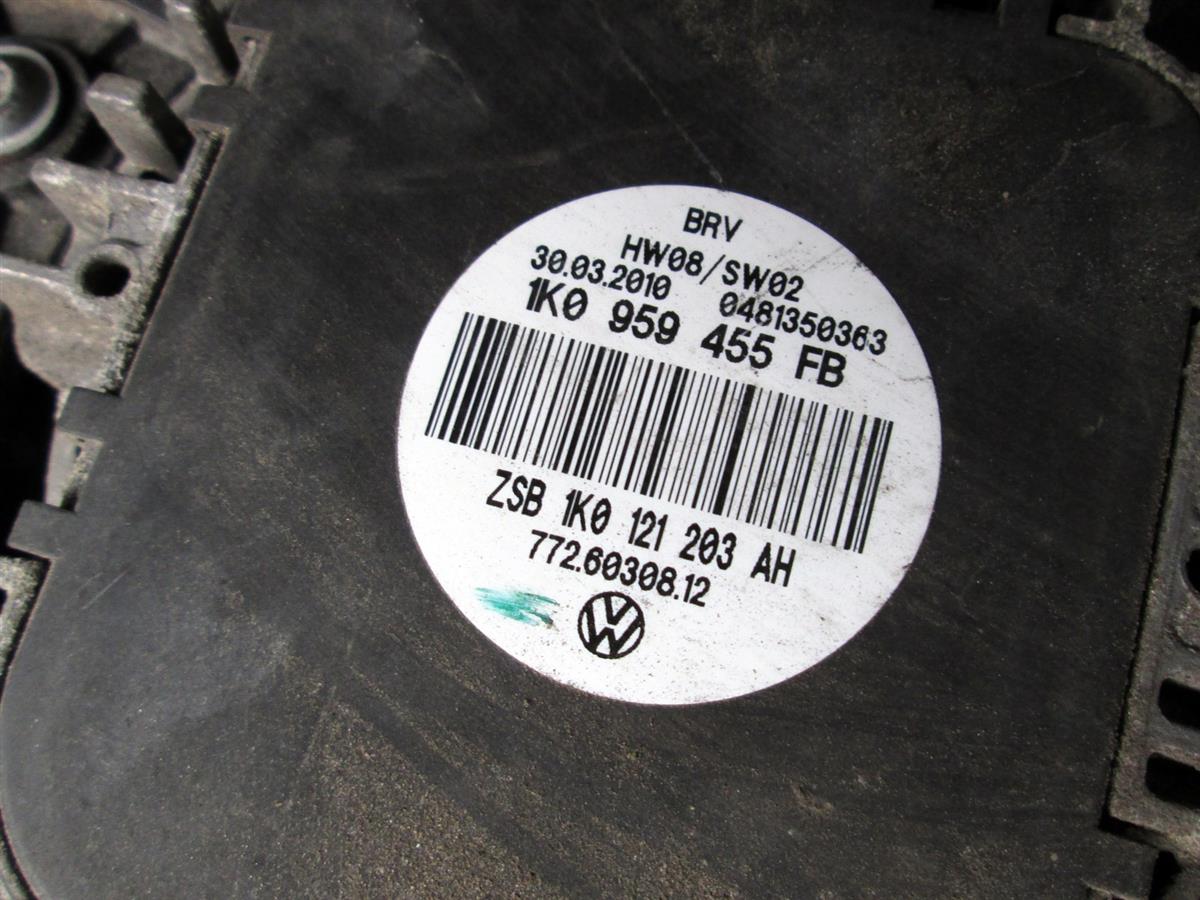 BRV
HW08/SW02
30.03.2010 0481350363
1K0 959 455 FB
ZSB 1K0 121 203 AH
772.60308.12
VW